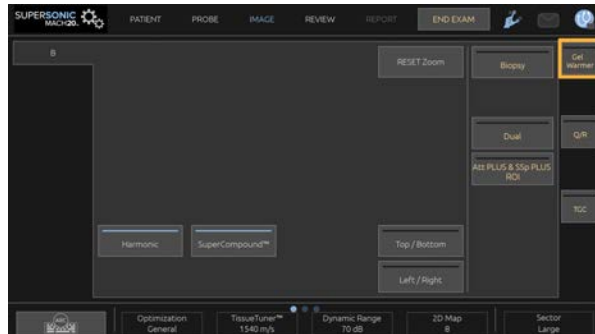 SUPERSONIC
MACH20.
PATIENT
PROBE
IMAGE
REVIEW
REPORT
END EXAM
B
RESET Zoom
Biopsy
Gel
Warmer
Dual
Q/R
Att PLUS & SSp PLUS
ROI
TGC
Harmonic
SuperCompound™
Top / Bottom
Left / Right
Optimization
General
TissueTuner™
1540 m/s
Dynamic Range
70 dB
2D Map
8
Sector
Large